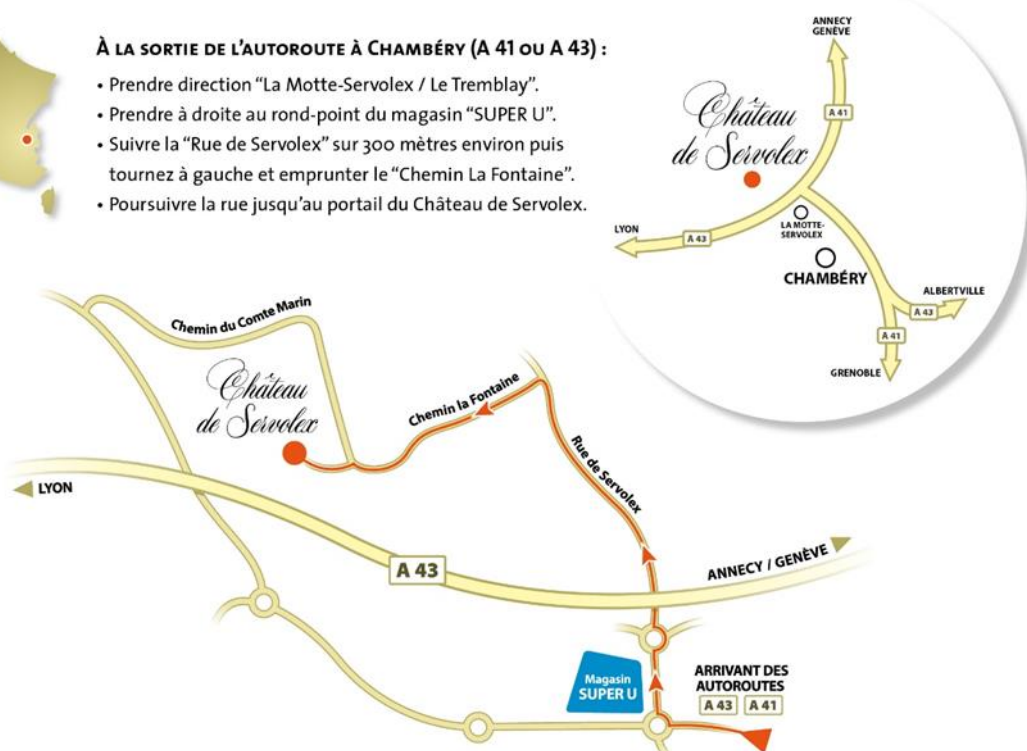 À LA SORTIE DE L'AUTOROUTE À CHAMBÉRY (A 41 OU A 43) :
• Prendre direction "La Motte-Servolex / Le Tremblay".
• Prendre à droite au rond-point du magasin "SUPER U".
• Suivre la "Rue de Servolex" sur 300 mètres environ puis
tournez à gauche et emprunter le "Chemin La Fontaine".
• Poursuivre la rue jusqu'au portail du Château de Servolex.
ANNECY
GENÈVE
A 41
Château
de Servolex
LYON
A 43
LA MOTTE-
SERVOLEX
CHAMBÉRY
ALBERTVILLE
A 43
A 41
GRENOBLE
Chemin du Comte Marin
Château
de Servolex
Chemin la Fontaine
Rue de Servolex
LYON
A 43
ANNECY / GENÈVE
Magasin
SUPER U
ARRIVANT DES
AUTOROUTES
A 43 A 41